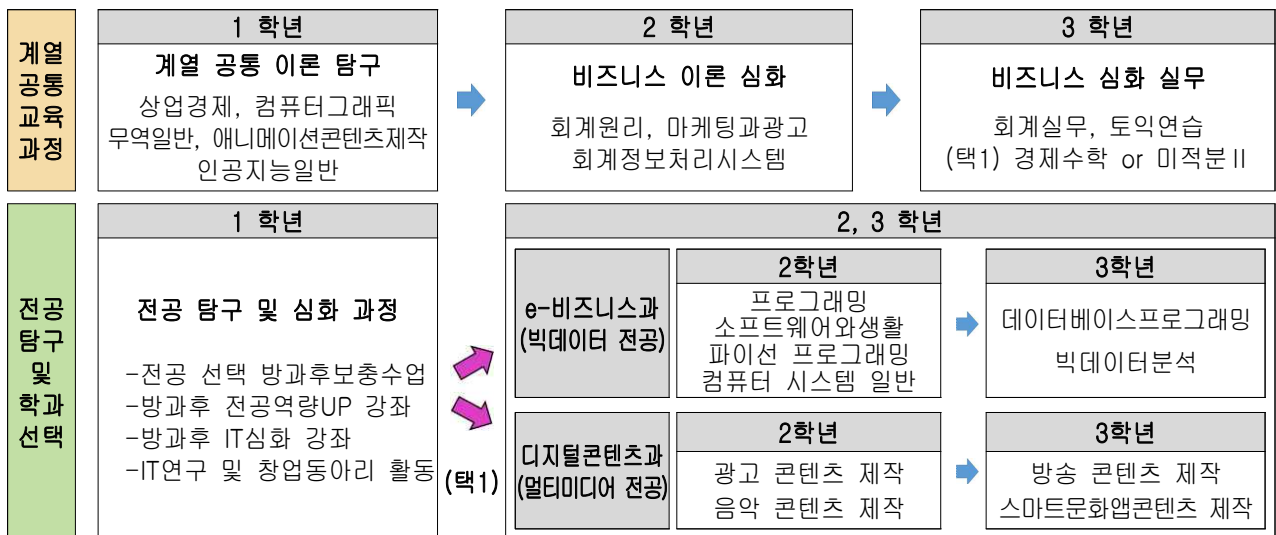 계열
공통
교육
과정
1 학년
계열 공통 이론 탐구
상업경제, 컴퓨터그래픽
무역일반, 애니메이션콘텐츠제작
인공지능일반
2 학년
비즈니스 이론 심화
회계원리, 마케팅과광고
회계정보처리시스템
3 학년
비즈니스 심화 실무
회계실무, 토익연습
(택1) 경제수학 or 미적분Ⅱ
전공
탐구
및
학과
선택
1 학년
전공 탐구 및 심화 과정
-전공 선택 방과후보충수업
-방과후 전공역량UP 강좌
-방과후 IT심화 강좌
-IT연구 및 창업동아리 활동
(택1)
2, 3 학년
e-비즈니스과
(빅데이터 전공)
2학년
프로그래밍
소프트웨어와생활
파이선 프로그래밍
컴퓨터 시스템 일반
3학년
데이터베이스프로그래밍
빅데이터분석
디지털콘텐츠과
(멀티미디어 전공)
2학년
광고 콘텐츠 제작
음악 콘텐츠 제작
3학년
방송 콘텐츠 제작
스마트문화앱콘텐츠 제작